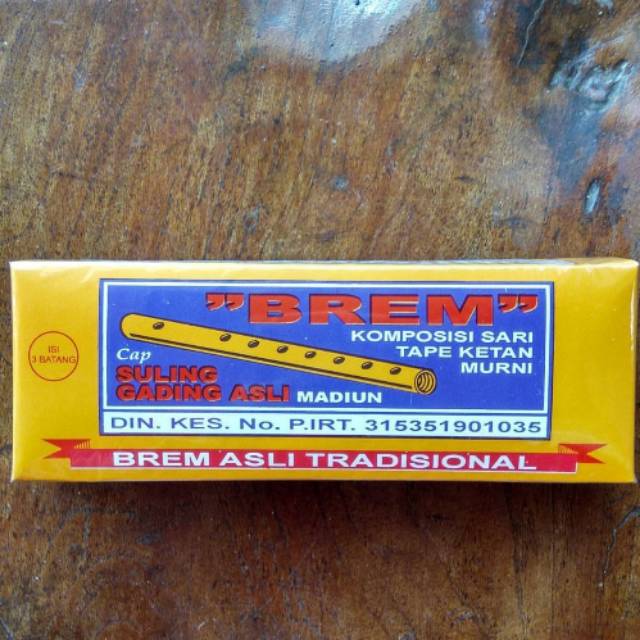 "BREM"
KOMPOSISI SARI
TAPE KETAN
MURNI
Cap
SULING
GADING ASLI MADIUN
DIN. KES. No. P.IRT. 315351901035
ISI
3 BATANG
BREM ASLI TRADISIONAL